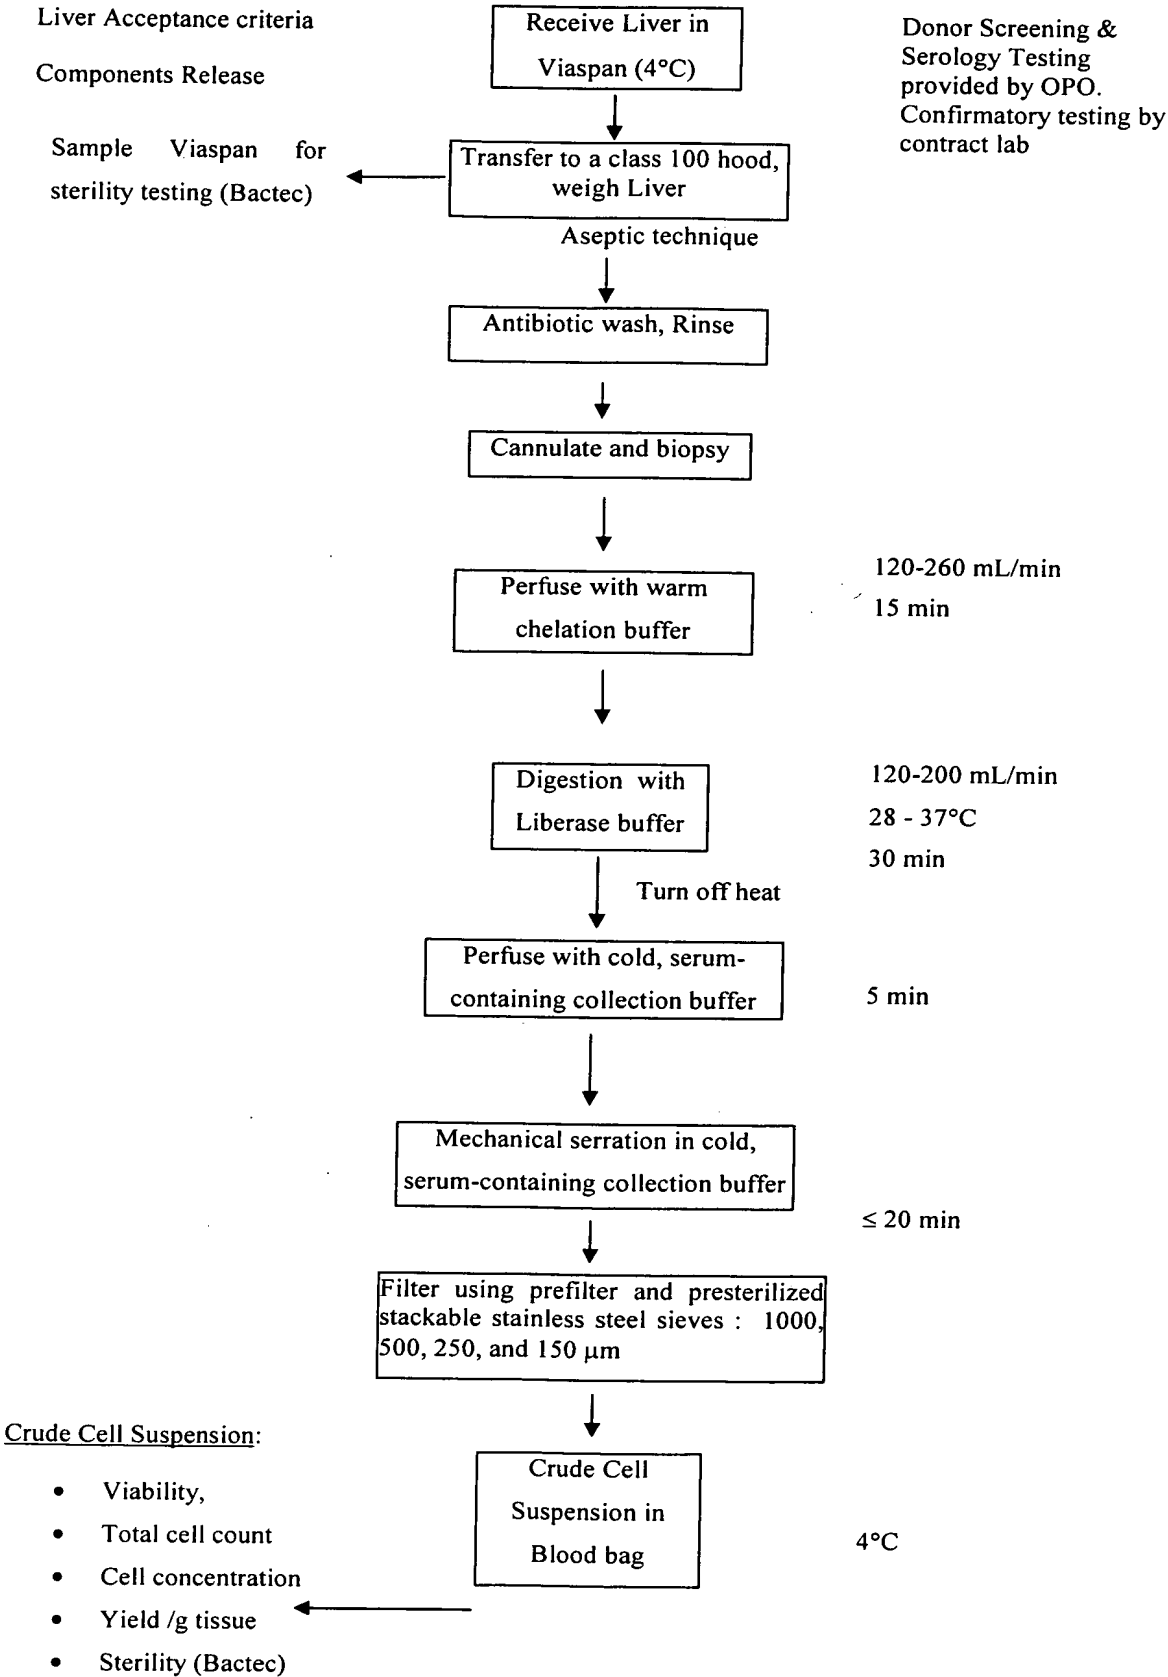 Liver Acceptance criteria
Components Release
Receive Liver in
Viaspan (4°C)
Donor Screening &
Serology Testing
provided by OPO.
Confirmatory testing by
contract lab
Sample Viaspan for
sterility testing (Bactec)
Transfer to a class 100 hood,
weigh Liver
Aseptic technique
Antibiotic wash, Rinse
Cannulate and biopsy
Perfuse with warm
chelation buffer
120-260 mL/min
15 min
Digestion with
Liberase buffer
120-200 mL/min
28 - 37°C
30 min
Turn off heat
Perfuse with cold, serum-
containing collection buffer
5 min
Mechanical serration in cold,
serum-containing collection buffer
≤ 20 min
Filter using prefilter and presterilized
stackable stainless steel sieves : 1000,
500, 250, and 150 µm
Crude Cell
Suspension in
Blood bag
4°C
Crude Cell Suspension:
• Viability,
• Total cell count
• Cell concentration
• Yield /g tissue
• Sterility (Bactec)